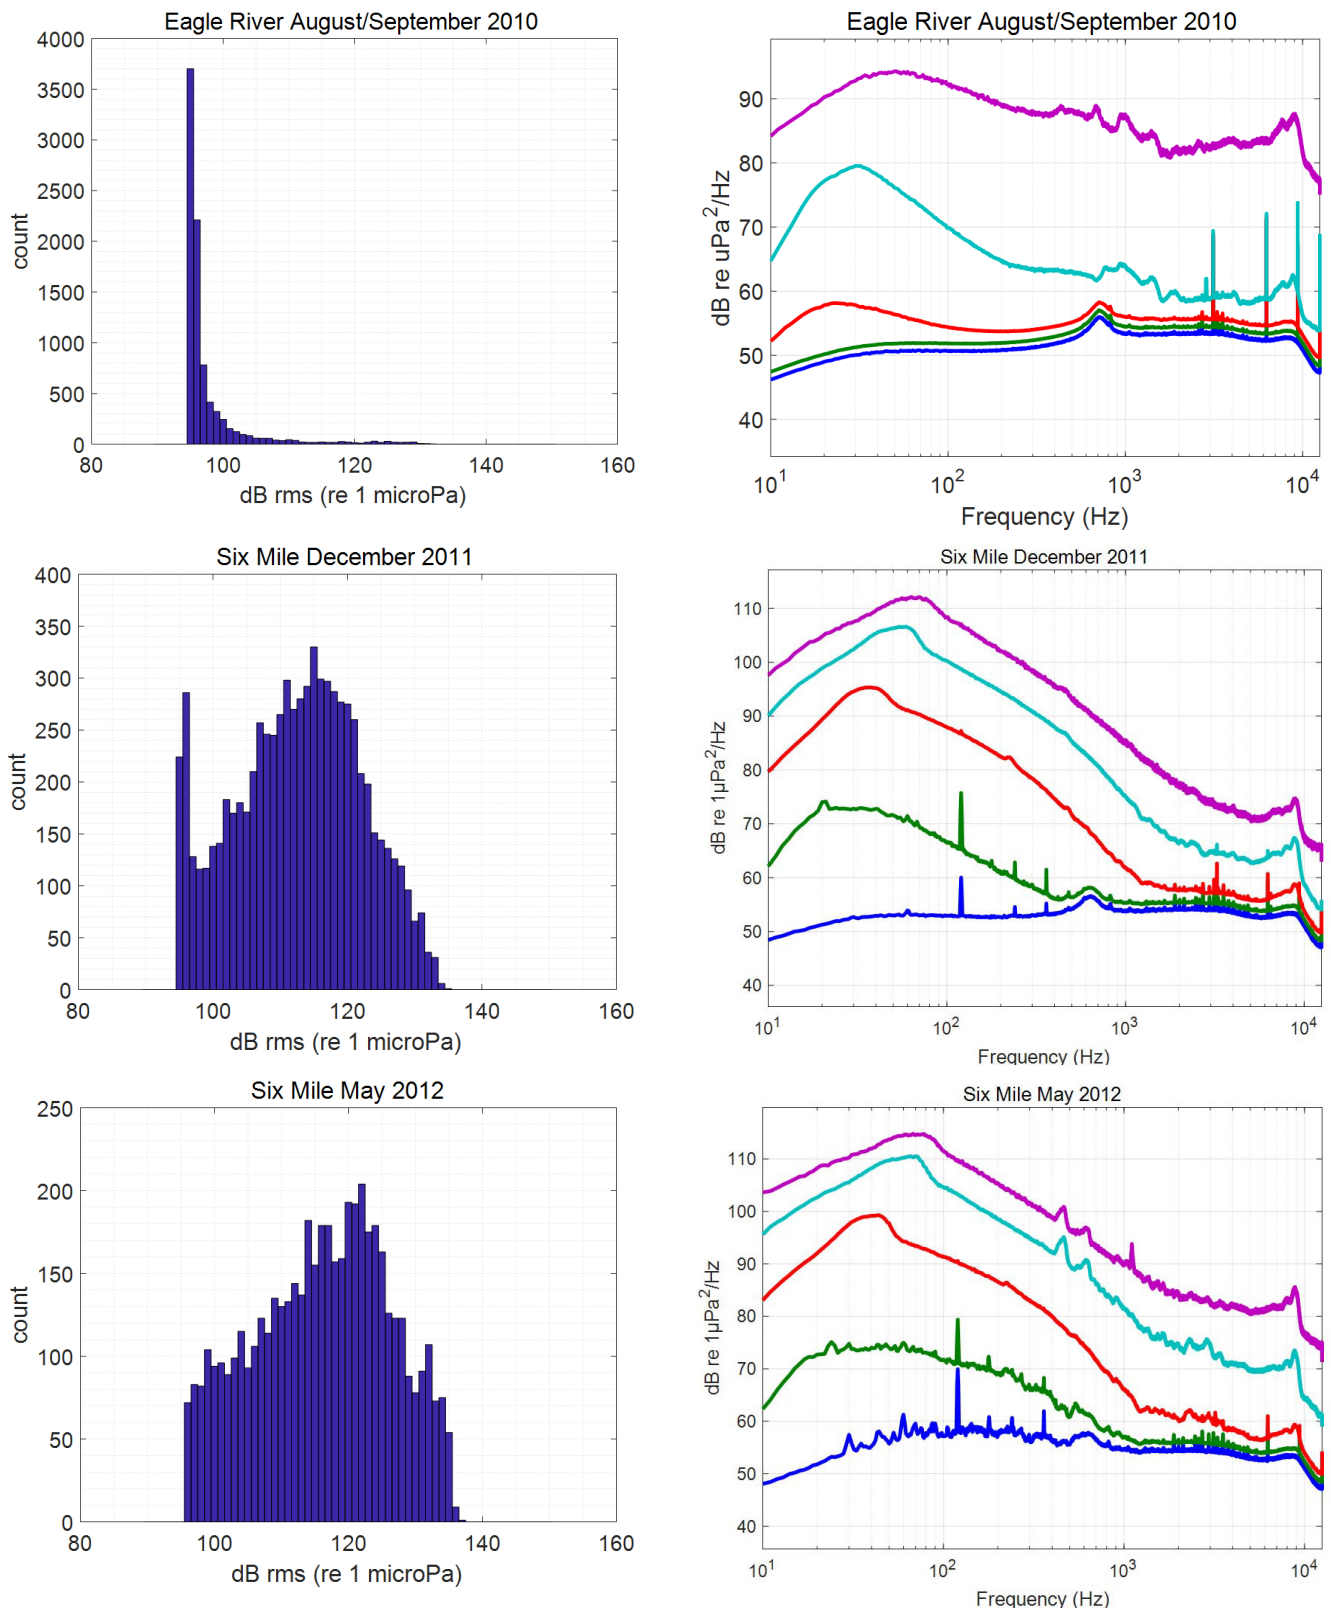 Eagle River August/September 2010
4000
3500
3000
2500
2000
1500
1000
500
0
count
80 100 120 140 160
dB rms (re 1 microPa)
Eagle River August/September 2010
90
80
70
60
50
40
dB re uPa²/Hz
10¹ 10² 10³ 10⁴
Frequency (Hz)
Six Mile December 2011
400
350
300
250
200
150
100
50
0
count
80 100 120 140 160
dB rms (re 1 microPa)
Six Mile December 2011
110
100
90
80
70
60
50
40
dB re 1µPa²/Hz
10¹ 10² 10³ 10⁴
Frequency (Hz)
Six Mile May 2012
250
200
150
100
50
0
count
80 100 120 140 160
dB rms (re 1 microPa)
Six Mile May 2012
110
100
90
80
70
60
50
40
dB re 1µPa²/Hz
10¹ 10² 10³ 10⁴
Frequency (Hz)